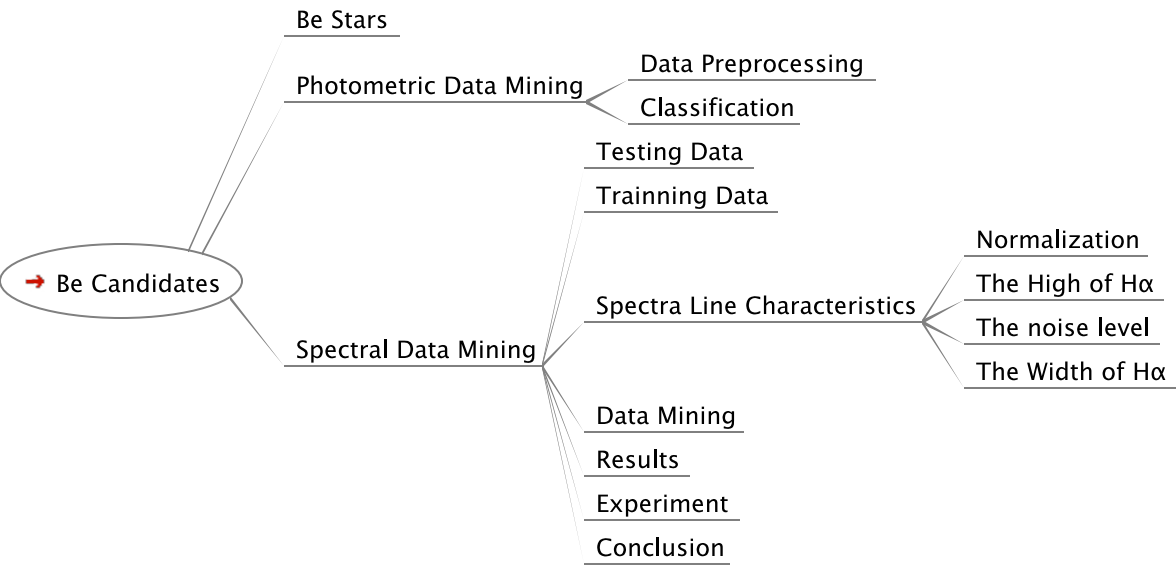 Be Stars
Photometric Data Mining
Data Preprocessing
Classification
Testing Data
Trainning Data
Be Candidates
Spectral Data Mining
Spectra Line Characteristics
Normalization
The High of Hα
The noise level
The Width of Hα
Data Mining
Results
Experiment
Conclusion